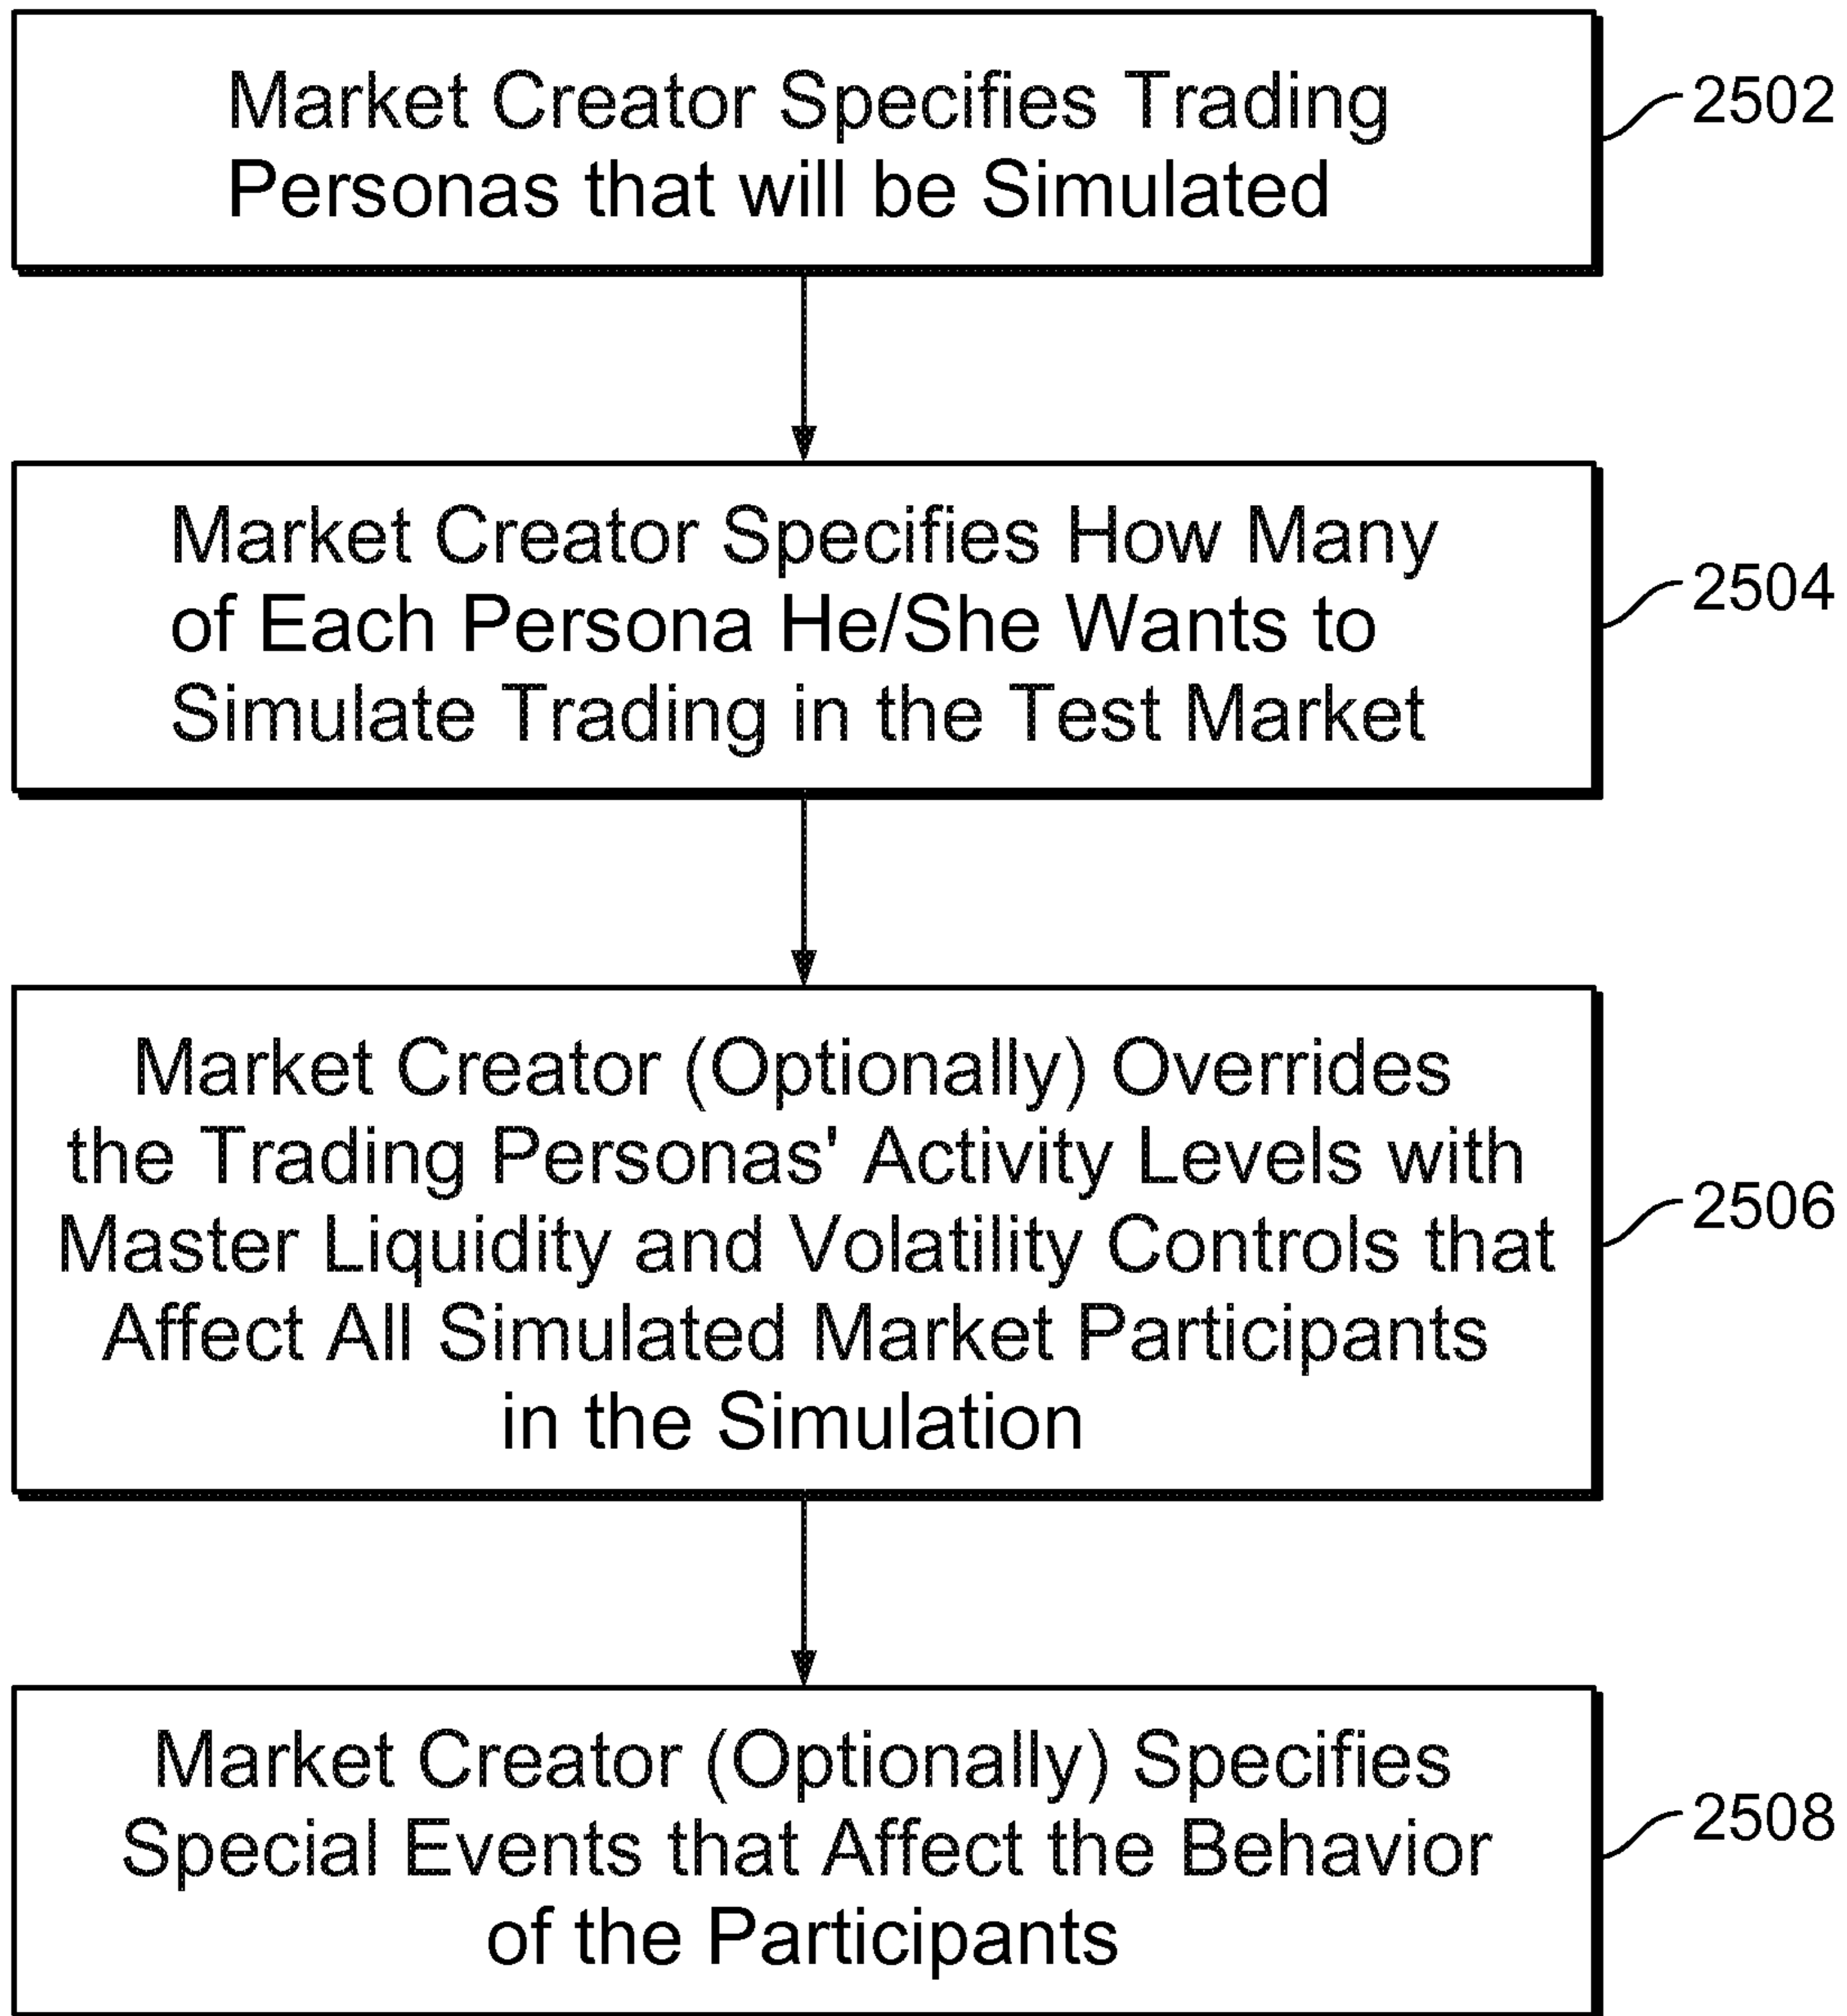 Market Creator Specifies Trading
Personas that will be Simulated
2502
Market Creator Specifies How Many
of Each Persona He/She Wants to
Simulate Trading in the Test Market
2504
Market Creator (Optionally) Overrides
the Trading Personas' Activity Levels with
Master Liquidity and Volatility Controls that
Affect All Simulated Market Participants
in the Simulation
2506
Market Creator (Optionally) Specifies
Special Events that Affect the Behavior
of the Participants
2508